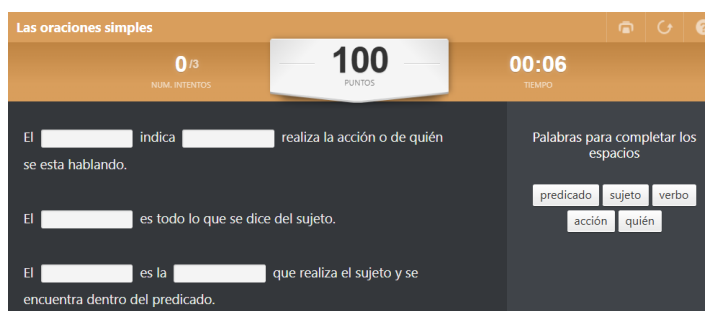 Las oraciones simples
0/3
NUM. INTENTOS
100
PUNTOS
00:06
TIEMPO
El indica realiza la acción o de quién
se esta hablando.
El es todo lo que se dice del sujeto.
El es la que realiza el sujeto y se
encuentra dentro del predicado.
Palabras para completar los
espacios
predicado sujeto verbo
acción quién